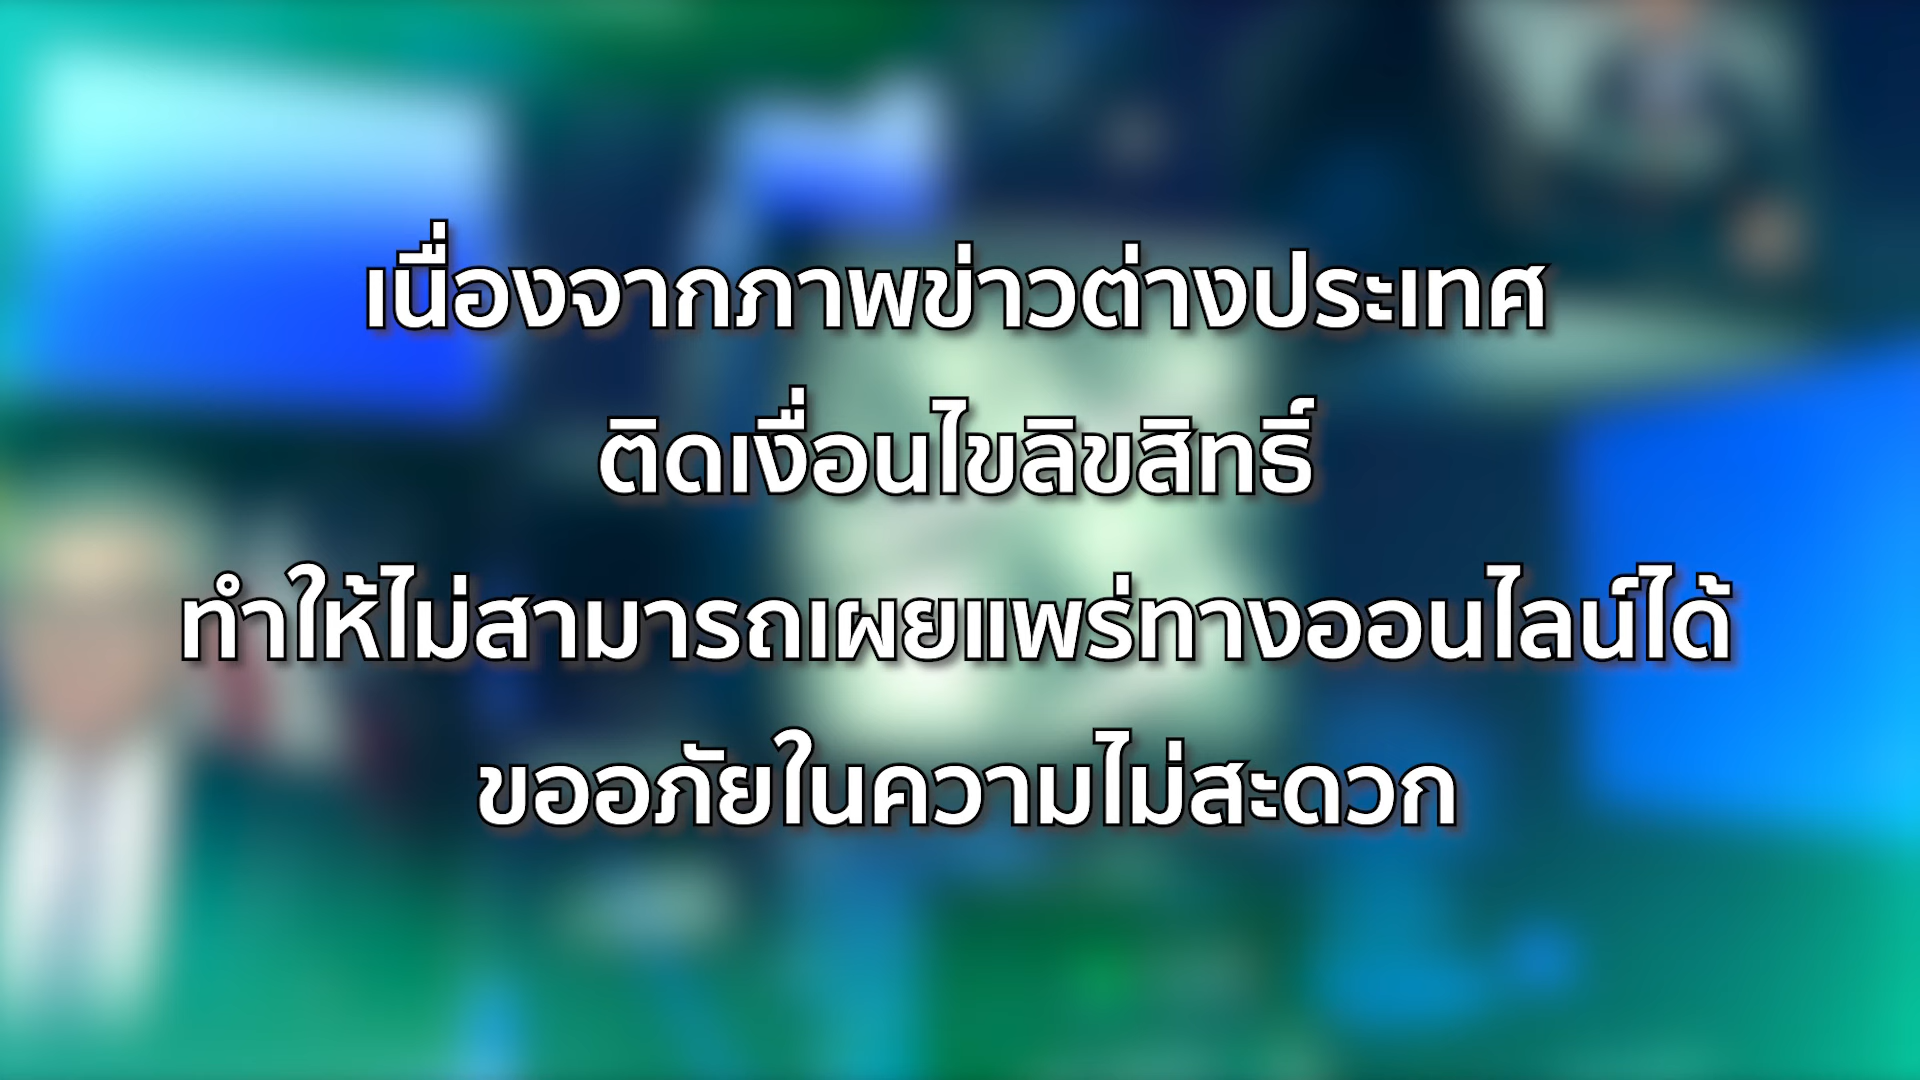 เนื่องจากภาพข่าวต่างประเทศ
ติดเงื่อนไขลิขสิทธิ์
ทำให้ไม่สามารถเผยแพร่ทางออนไลน์ได้
ขออภัยในความไม่สะดวก